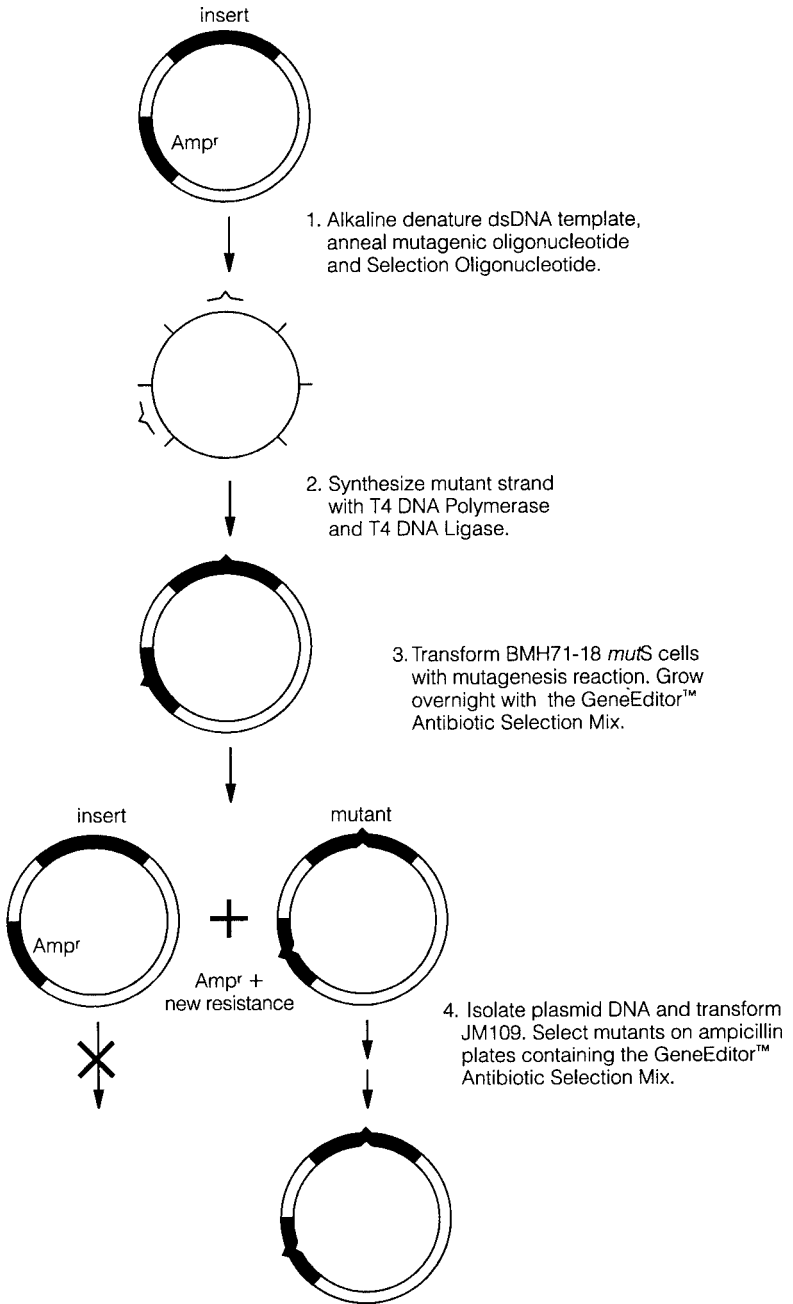 insert
Ampr
1. Alkaline denature dsDNA template,
anneal mutagenic oligonucleotide
and Selection Oligonucleotide.
2. Synthesize mutant strand
with T4 DNA Polymerase
and T4 DNA Ligase.
3. Transform BMH71-18 mutS cells
with mutagenesis reaction. Grow
overnight with the GeneEditor™
Antibiotic Selection Mix.
insert
mutant
Ampr
+
Ampr +
new resistance
4. Isolate plasmid DNA and transform
JM109. Select mutants on ampicillin
plates containing the GeneEditor™
Antibiotic Selection Mix.